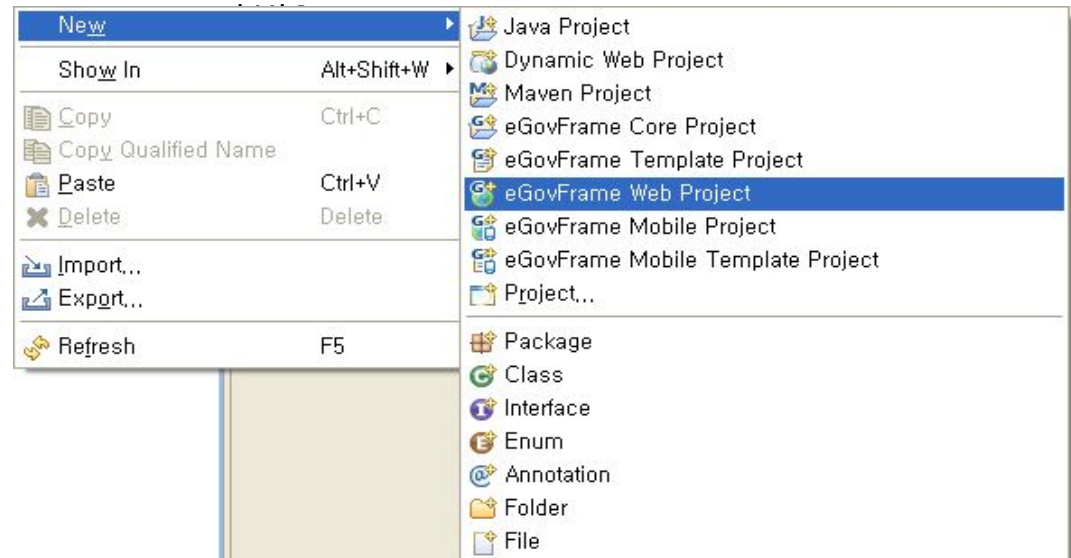 New
Show In Alt+Shift+W
Copy Ctrl+C
Copy Qualified Name
Paste Ctrl+V
Delete Delete
Import...
Export...
Refresh F5
Java Project
Dynamic Web Project
Maven Project
eGovFrame Core Project
eGovFrame Template Project
eGovFrame Web Project
eGovFrame Mobile Project
eGovFrame Mobile Template Project
Project...
Package
Class
Interface
Enum
Annotation
Folder
File